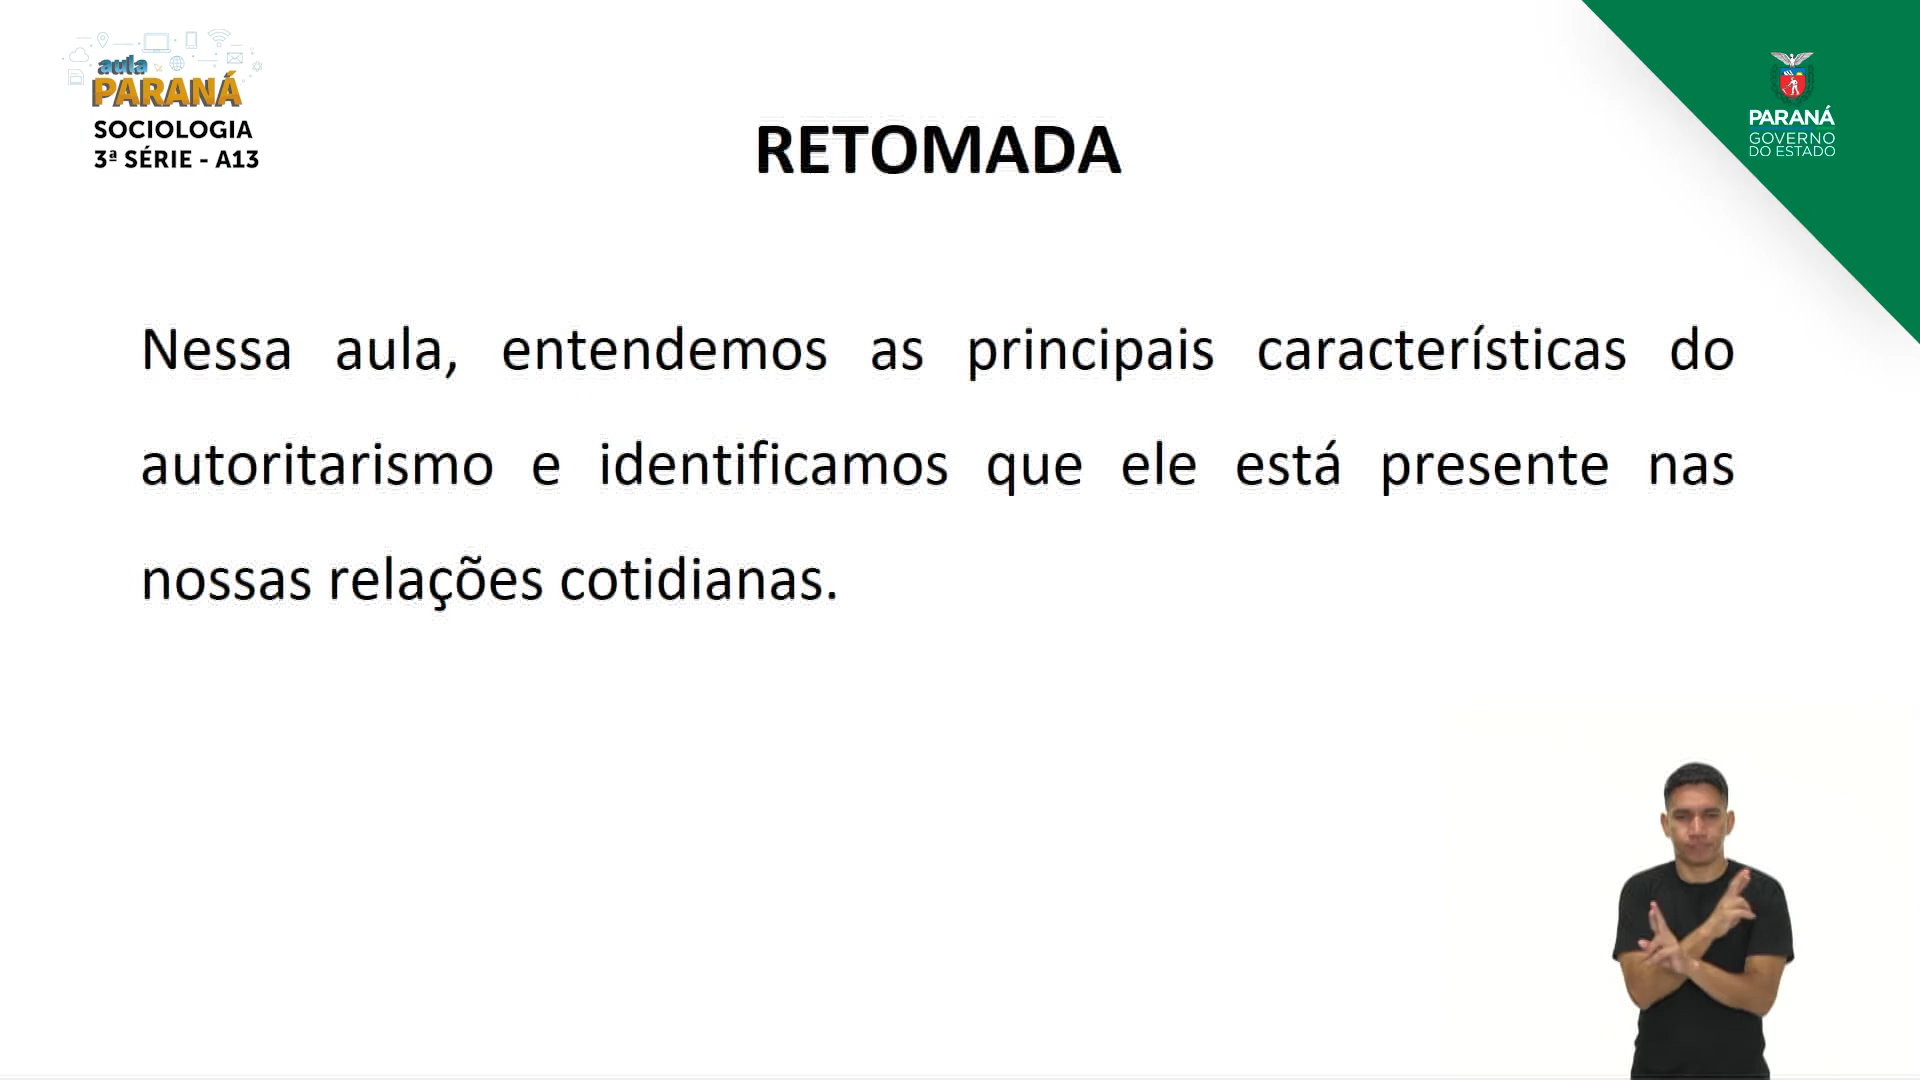 aula
PARANÁ
SOCIOLOGIA
3ª SÉRIE - A13
PARANÁ
GOVERNO
DO ESTADO
RETOMADA
Nessa aula, entendemos as principais características do
autoritarismo e identificamos que ele está presente nas
nossas relações cotidianas.